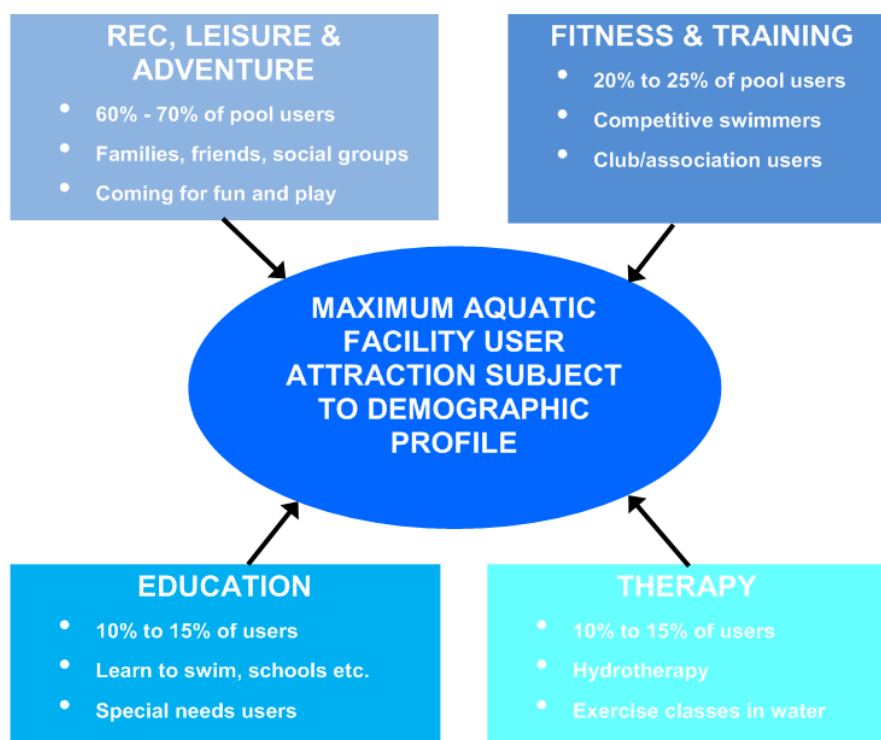 REC, LEISURE &
ADVENTURE
• 60% - 70% of pool users
• Families, friends, social groups
• Coming for fun and play
FITNESS & TRAINING
• 20% to 25% of pool users
• Competitive swimmers
• Club/association users
MAXIMUM AQUATIC
FACILITY USER
ATTRACTION SUBJECT
TO DEMOGRAPHIC
PROFILE
EDUCATION
• 10% to 15% of users
• Learn to swim, schools etc.
• Special needs users
THERAPY
• 10% to 15% of users
• Hydrotherapy
• Exercise classes in water